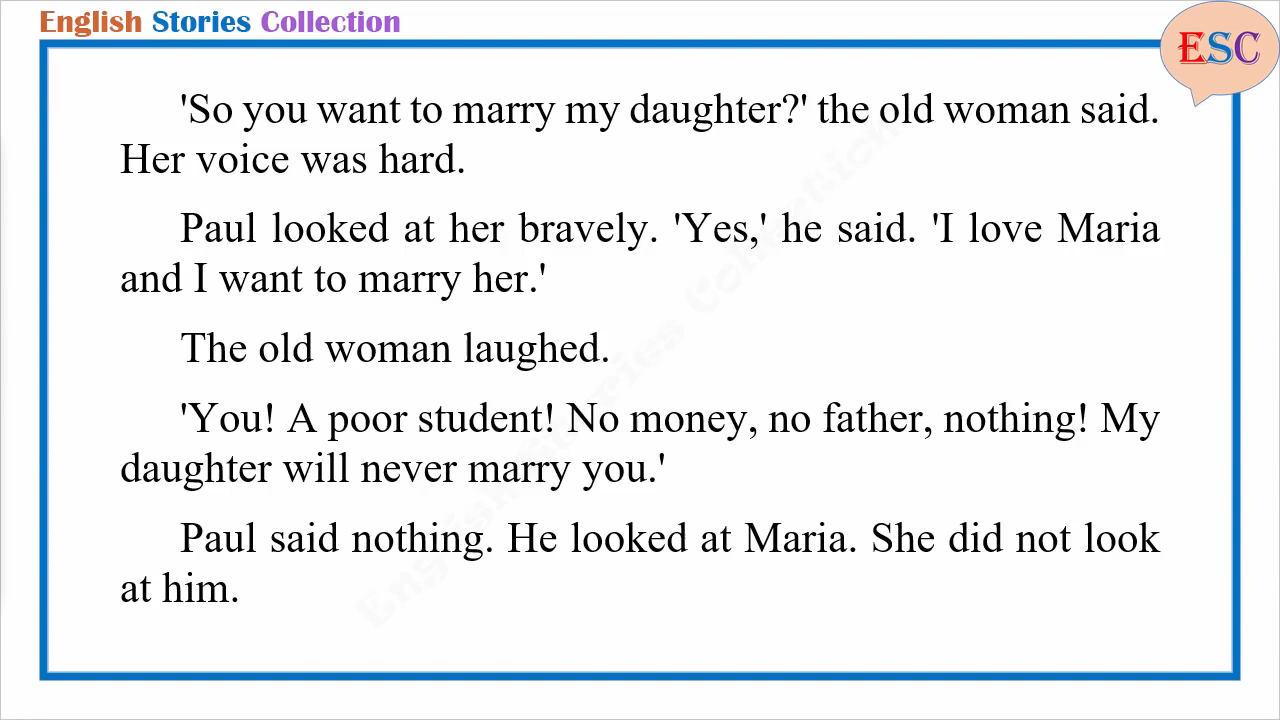 English Stories Collection
ESC
'So you want to marry my daughter?' the old woman said.
Her voice was hard.
Paul looked at her bravely. 'Yes,' he said. 'I love Maria
and I want to marry her.'
The old woman laughed.
'You! A poor student! No money, no father, nothing! My
daughter will never marry you.'
Paul said nothing. He looked at Maria. She did not look
at him.
English Stories Collection